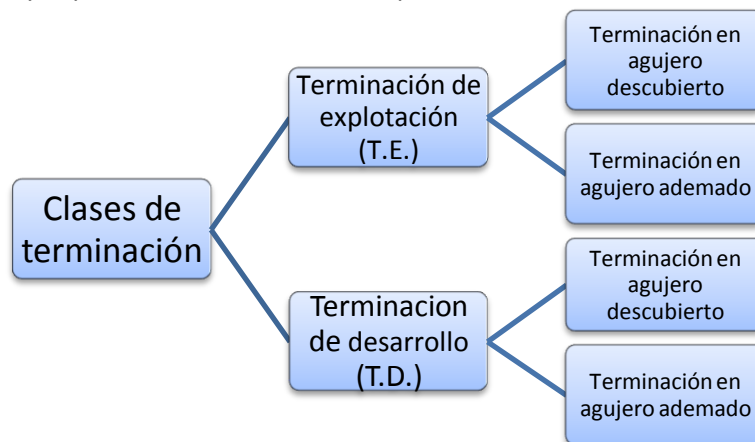 Clases de
terminación
Terminación de
explotación
(T.E.)
Terminación en
agujero
descubierto
Terminación en
agujero ademado
Terminacion
de desarrollo
(T.D.)
Terminación en
agujero
descubierto
Terminación en
agujero ademado